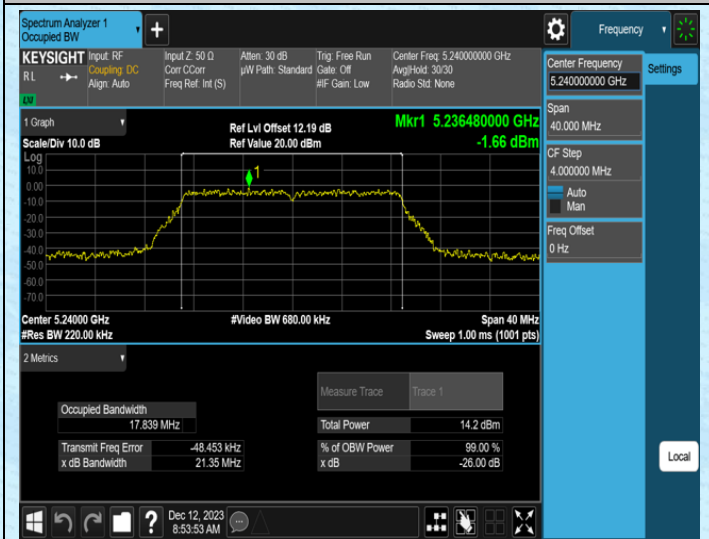 Spectrum Analyzer 1
Occupied BW
+
Frequency
KEYSIGHT
RL
Input: RF
Coupling: DC
Align: Auto
Input Z: 50 Ω
Corr CCorr
Freq Ref: Int (S)
Atten: 30 dB
µW Path: Standard
Trig: Free Run
Gate: Off
#IF Gain: Low
Center Freq: 5.240000000 GHz
Avg|Hold: 30/30
Radio Std: None
LXI
1 Graph
Scale/Div 10.0 dB
Ref Lvl Offset 12.19 dB
Ref Value 20.00 dBm
Mkr1 5.236480000 GHz
-1.66 dBm
Log
10.0
0.00
-10.0
-20.0
-30.0
-40.0
-50.0
-60.0
-70.0
1
Center 5.24000 GHz
#Res BW 220.00 kHz
#Video BW 680.00 kHz
Span 40 MHz
Sweep 1.00 ms (1001 pts)
2 Metrics
Measure Trace Trace 1
Occupied Bandwidth
17.839 MHz
Total Power 14.2 dBm
Transmit Freq Error -48.453 kHz
% of OBW Power 99.00 %
x dB Bandwidth 21.35 MHz
x dB -26.00 dB
Center Frequency
5.240000000 GHz
Settings
Span
40.000 MHz
CF Step
4.000000 MHz
Auto
Man
Freq Offset
0 Hz
Local
?
Dec 12, 2023
8:53:53 AM